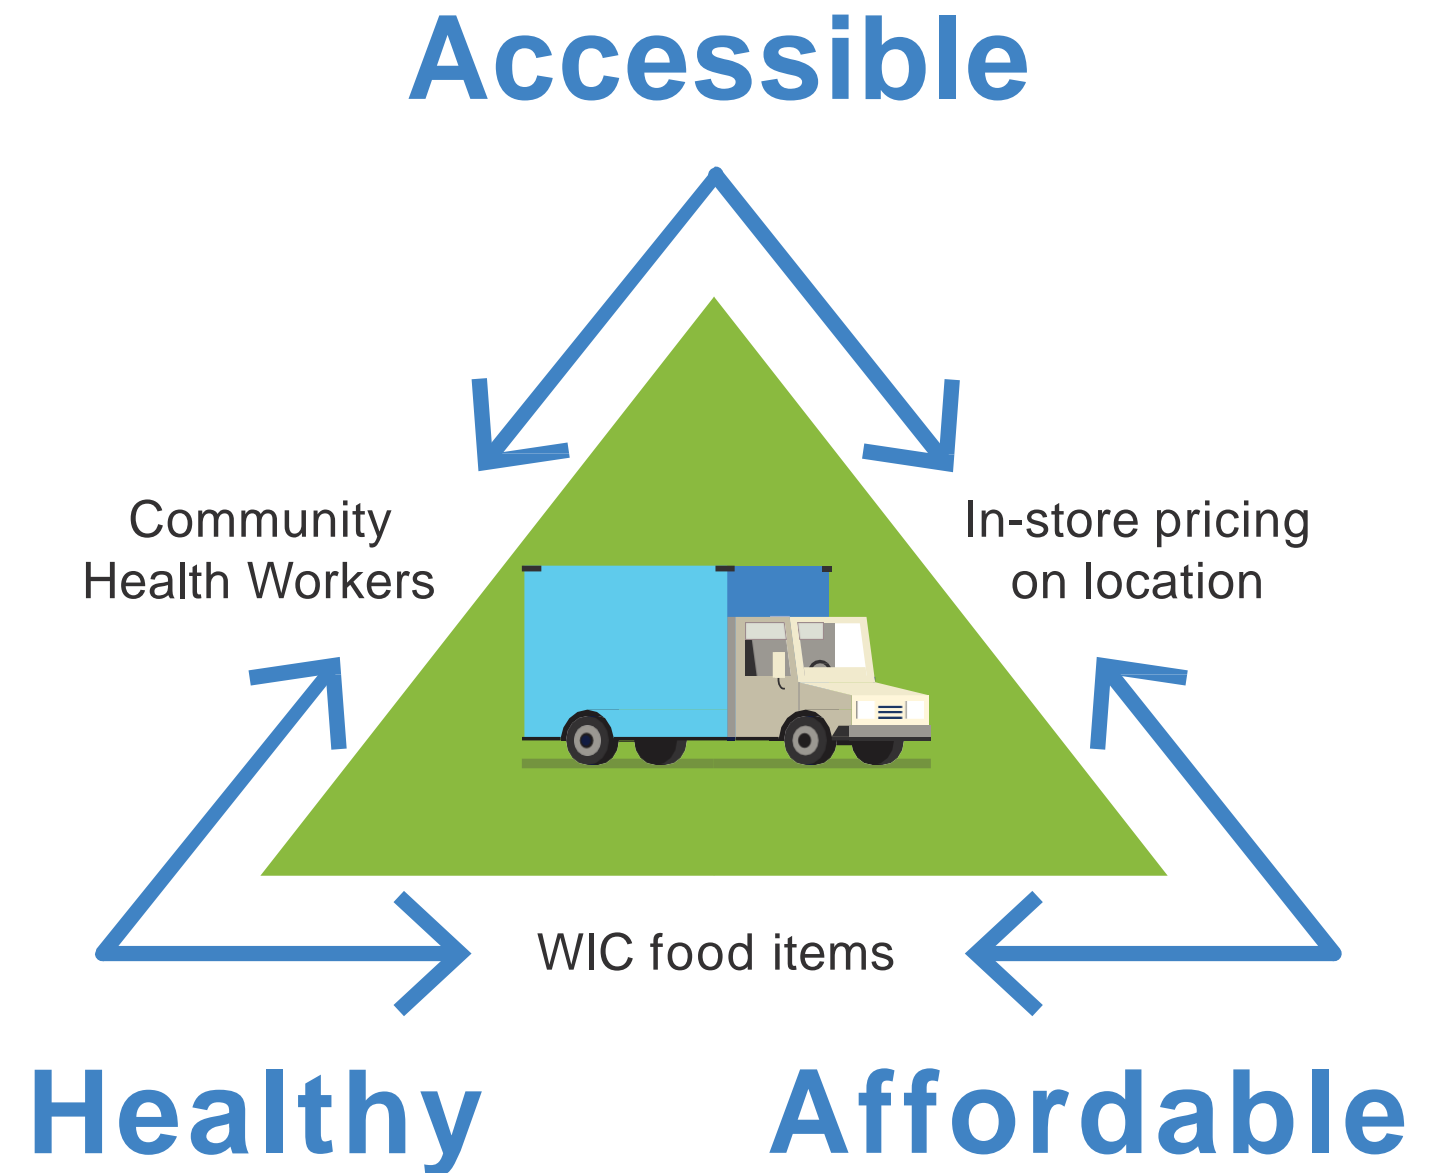 Accessible
Community
Health Workers
In-store pricing
on location
WIC food items
Healthy
Affordable